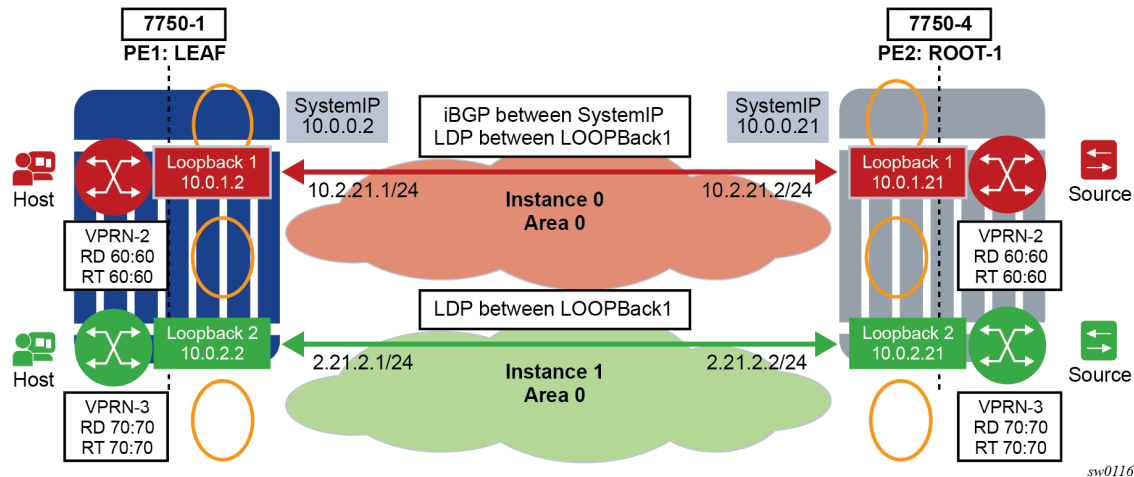 7750-1
PE1: LEAF
7750-4
PE2: ROOT-1
SystemIP
10.0.0.2
iBGP between SystemIP
LDP between LOOPBack1
SystemIP
10.0.0.21
Host
Loopback 1
10.0.1.2
10.2.21.1/24
10.2.21.2/24
Loopback 1
10.0.1.21
Source
Instance 0
Area 0
VPRN-2
RD 60:60
RT 60:60
VPRN-2
RD 60:60
RT 60:60
LDP between LOOPBack1
Host
Loopback 2
10.0.2.2
2.21.2.1/24
2.21.2.2/24
Loopback 2
10.0.2.21
Source
Instance 1
Area 0
VPRN-3
RD 70:70
RT 70:70
VPRN-3
RD 70:70
RT 70:70
sw0116